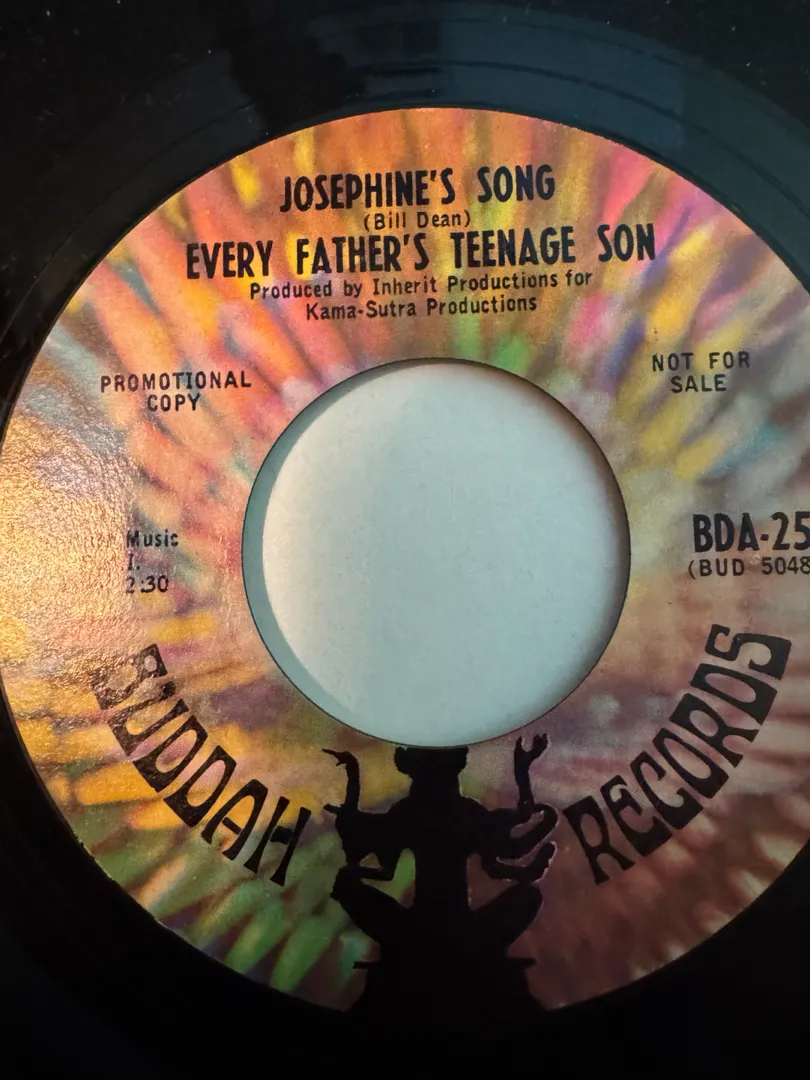 JOSEPHINE'S SONG
(Bill Dean)
EVERY FATHER'S TEENAGE SON
Produced by Inherit Productions for
Kama-Sutra Productions
PROMOTIONAL
COPY
NOT FOR
SALE
Music
I.
2:30
BDA-25
(BUD 5048
BUDDAH RECORDS